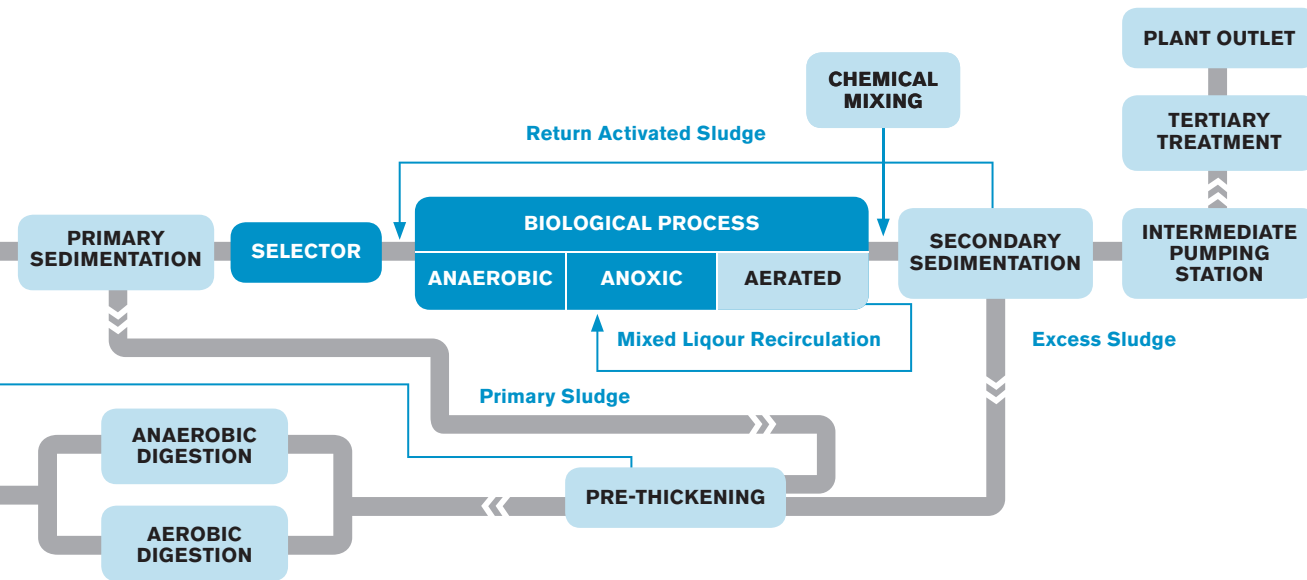 PLANT OUTLET
CHEMICAL
MIXING
TERTIARY
TREATMENT
Return Activated Sludge
PRIMARY
SEDIMENTATION
SELECTOR
BIOLOGICAL PROCESS
ANAEROBIC
ANOXIC
AERATED
SECONDARY
SEDIMENTATION
INTERMEDIATE
PUMPING
STATION
Mixed Liqour Recirculation
Excess Sludge
Primary Sludge
ANAEROBIC
DIGESTION
PRE-THICKENING
AEROBIC
DIGESTION